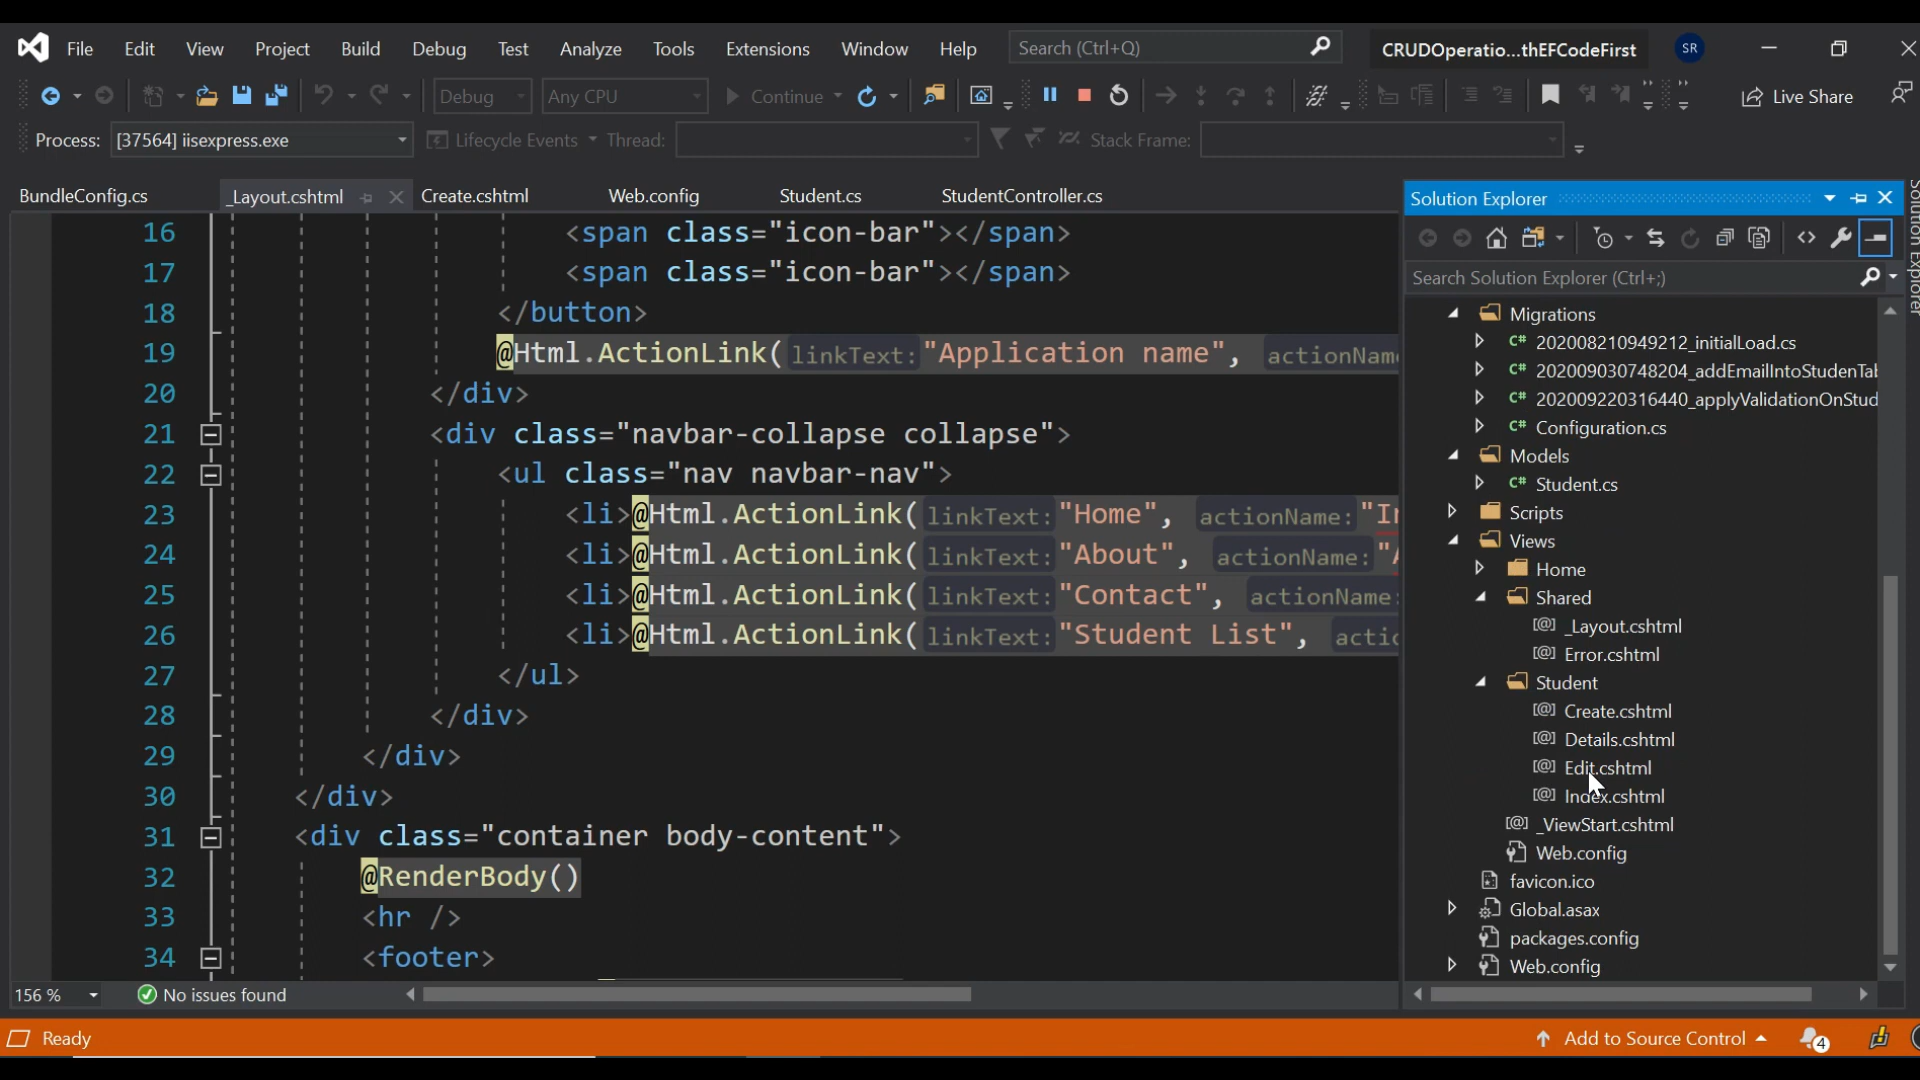 File Edit View Project Build Debug Test Analyze Tools Extensions Window Help Search (Ctrl+Q) CRUDOperatio...thEFCodeFirst SR
Debug Any CPU Continue Live Share
Process: [37564] iisexpress.exe Lifecycle Events Thread: Stack Frame:
BundleConfig.cs _Layout.cshtml Create.cshtml Web.config Student.cs StudentController.cs
16 <span class="icon-bar"></span>
17 <span class="icon-bar"></span>
18 </button>
19 @Html.ActionLink( linkText: "Application name", actionName
20 </div>
21 <div class="navbar-collapse collapse">
22 <ul class="nav navbar-nav">
23 <li>@Html.ActionLink( linkText: "Home", actionName: "In
24 <li>@Html.ActionLink( linkText: "About", actionName: "A
25 <li>@Html.ActionLink( linkText: "Contact", actionName:
26 <li>@Html.ActionLink( linkText: "Student List", actio
27 </ul>
28 </div>
29 </div>
30 </div>
31 <div class="container body-content">
32 @RenderBody()
33 <hr />
34 <footer>
156 % No issues found
Solution Explorer
Search Solution Explorer (Ctrl+;)
Migrations
C# 202008210949212_initialLoad.cs
C# 202009030748204_addEmailIntoStudenTab
C# 202009220316440_applyValidationOnStud
C# Configuration.cs
Models
C# Student.cs
Scripts
Views
Home
Shared
[@] _Layout.cshtml
[@] Error.cshtml
Student
[@] Create.cshtml
[@] Details.cshtml
[@] Edit.cshtml
[@] Index.cshtml
[@] _ViewStart.cshtml
Web.config
favicon.ico
Global.asax
packages.config
Web.config
Solution Explorer
Ready Add to Source Control 4